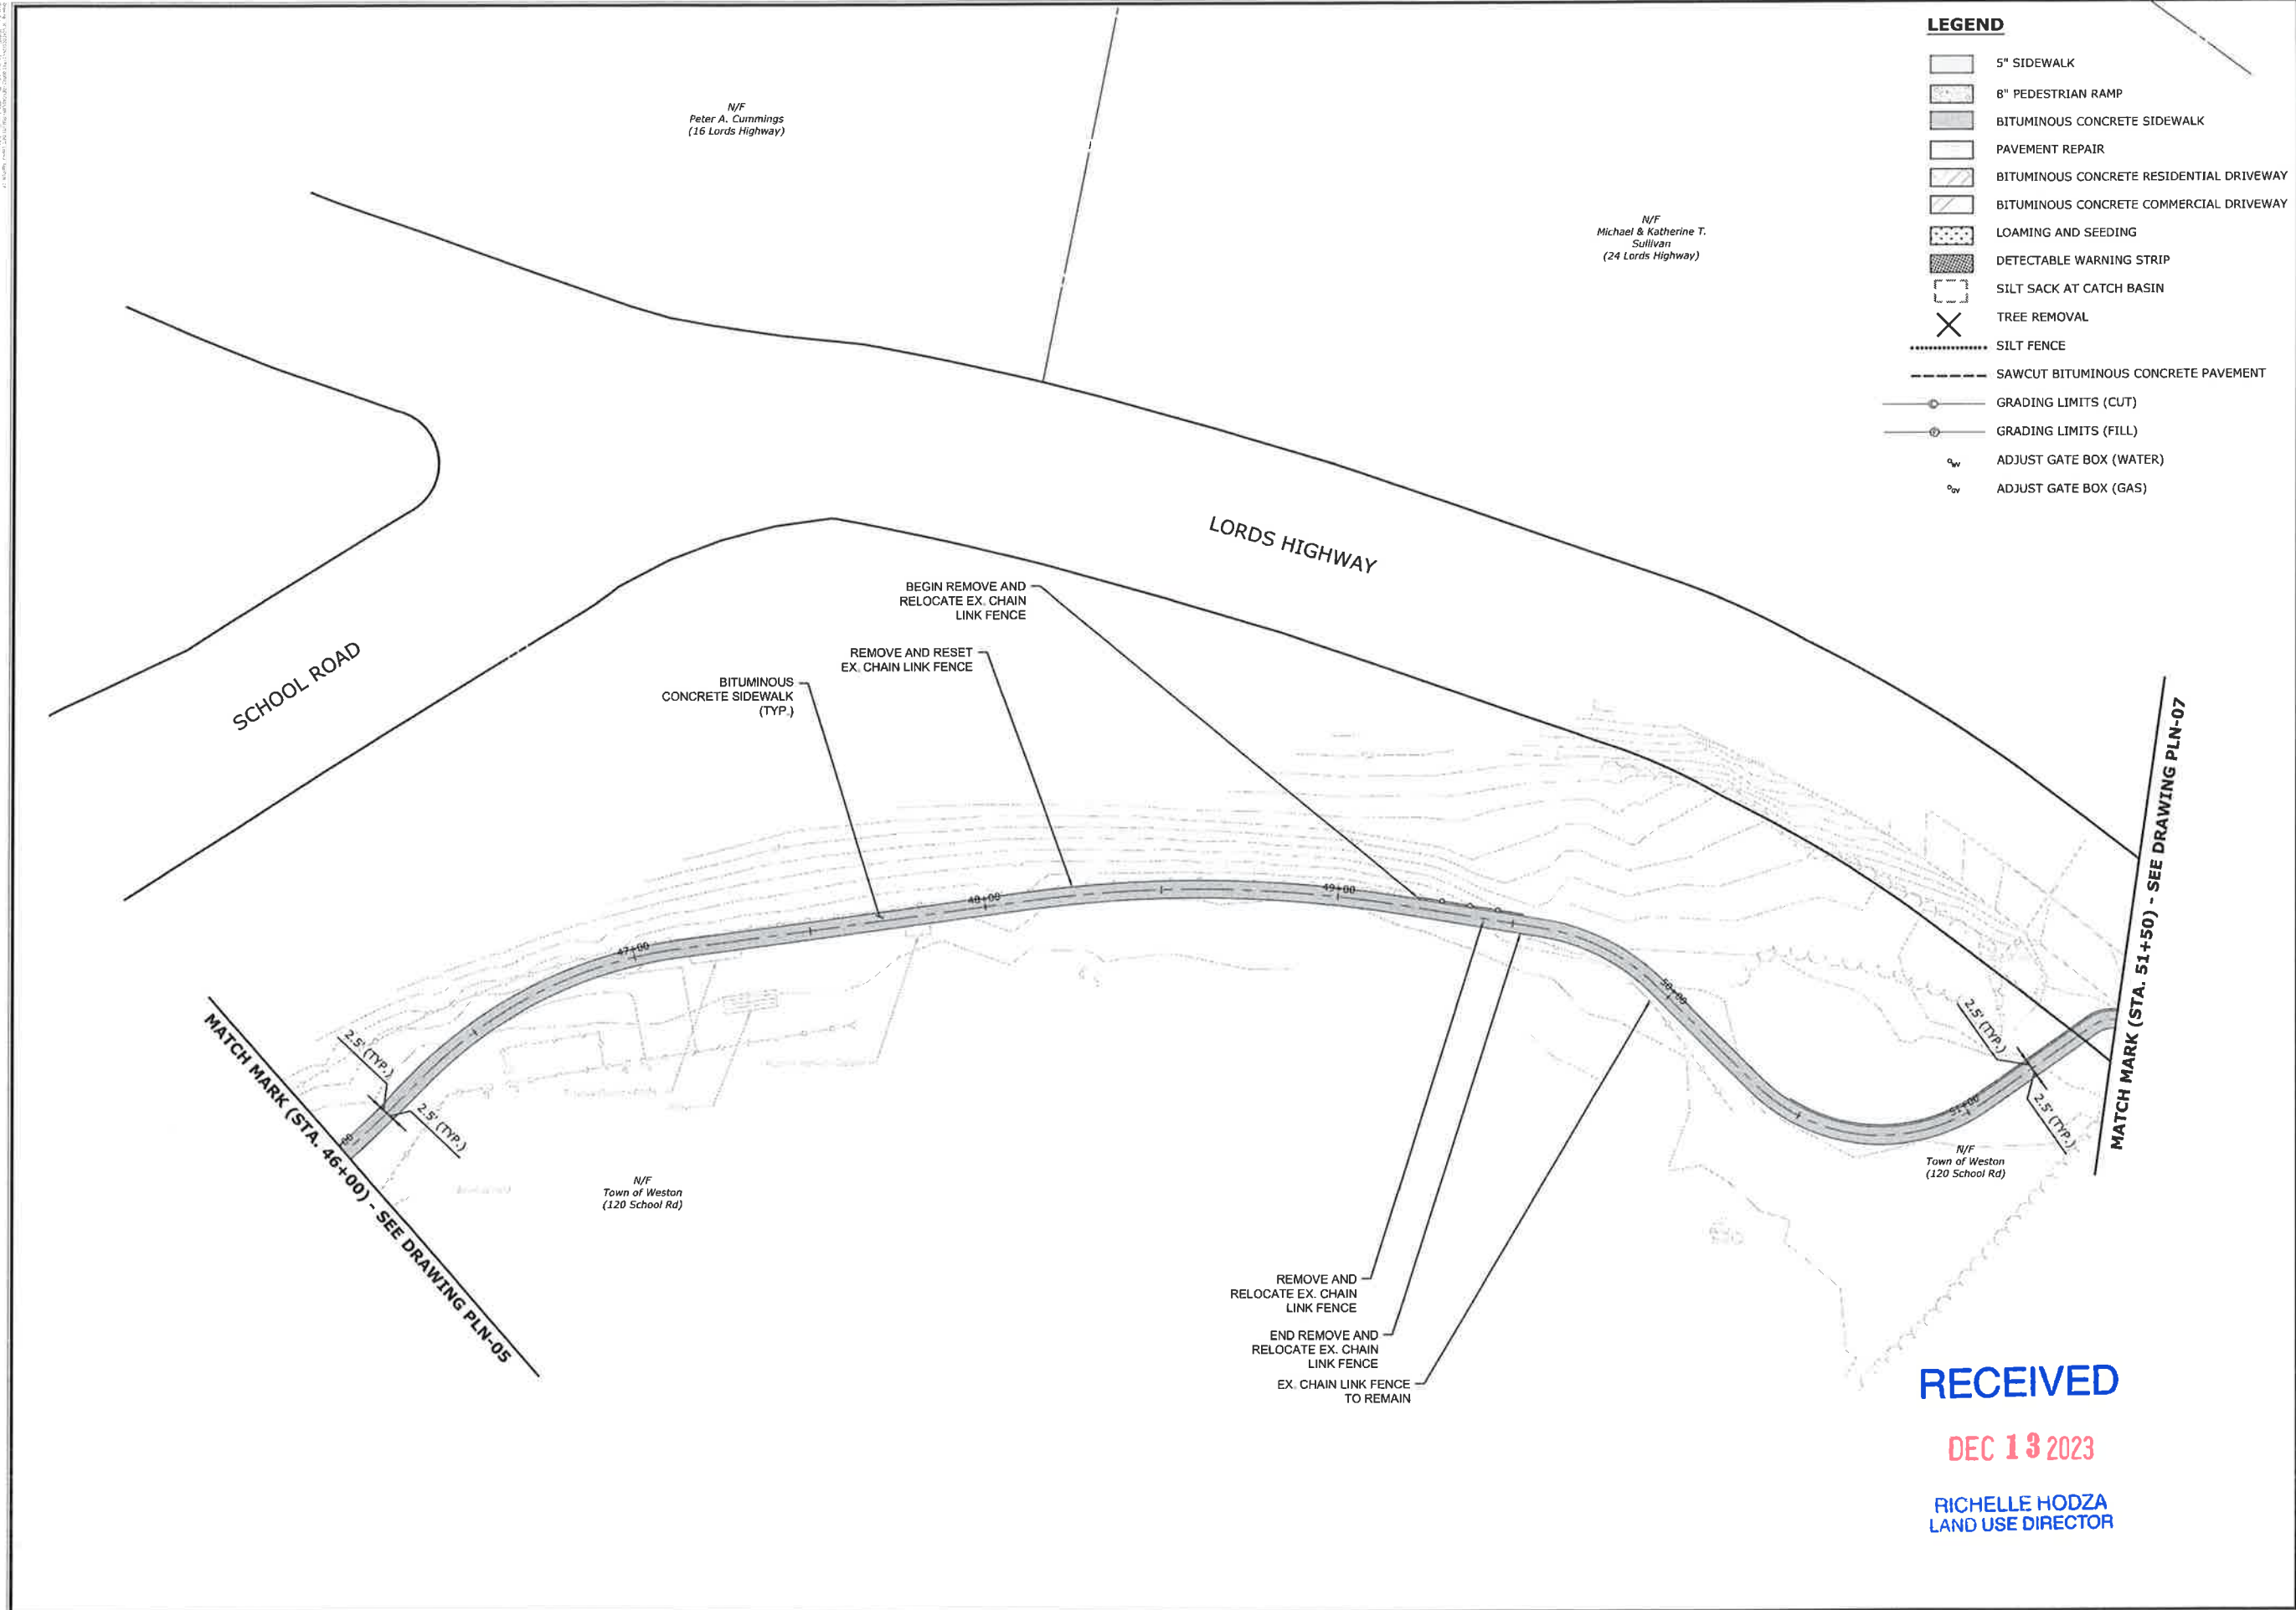 LEGEND
5" SIDEWALK
8" PEDESTRIAN RAMP
BITUMINOUS CONCRETE SIDEWALK
PAVEMENT REPAIR
BITUMINOUS CONCRETE RESIDENTIAL DRIVEWAY
BITUMINOUS CONCRETE COMMERCIAL DRIVEWAY
LOAMING AND SEEDING
DETECTABLE WARNING STRIP
SILT SACK AT CATCH BASIN
TREE REMOVAL
SILT FENCE
SAWCUT BITUMINOUS CONCRETE PAVEMENT
GRADING LIMITS (CUT)
GRADING LIMITS (FILL)
ADJUST GATE BOX (WATER)
ADJUST GATE BOX (GAS)
N/F
Peter A. Cummings
(16 Lords Highway)
N/F
Michael & Katherine T.
Sullivan
(24 Lords Highway)
LORDS HIGHWAY
SCHOOL ROAD
BEGIN REMOVE AND
RELOCATE EX. CHAIN
LINK FENCE
REMOVE AND RESET
EX. CHAIN LINK FENCE
BITUMINOUS
CONCRETE SIDEWALK
(TYP.)
47+00
48+00
49+00
50+00
51+00
2.5' (TYP.)
2.5' (TYP.)
2.5' (TYP.)
2.5' (TYP.)
MATCH MARK (STA. 46+00) - SEE DRAWING PLN-05
MATCH MARK (STA. 51+50) - SEE DRAWING PLN-07
N/F
Town of Weston
(120 School Rd)
N/F
Town of Weston
(120 School Rd)
REMOVE AND
RELOCATE EX. CHAIN
LINK FENCE
END REMOVE AND
RELOCATE EX. CHAIN
LINK FENCE
EX. CHAIN LINK FENCE
TO REMAIN
RECEIVED
DEC 13 2023
RICHELLE HODZA
LAND USE DIRECTOR